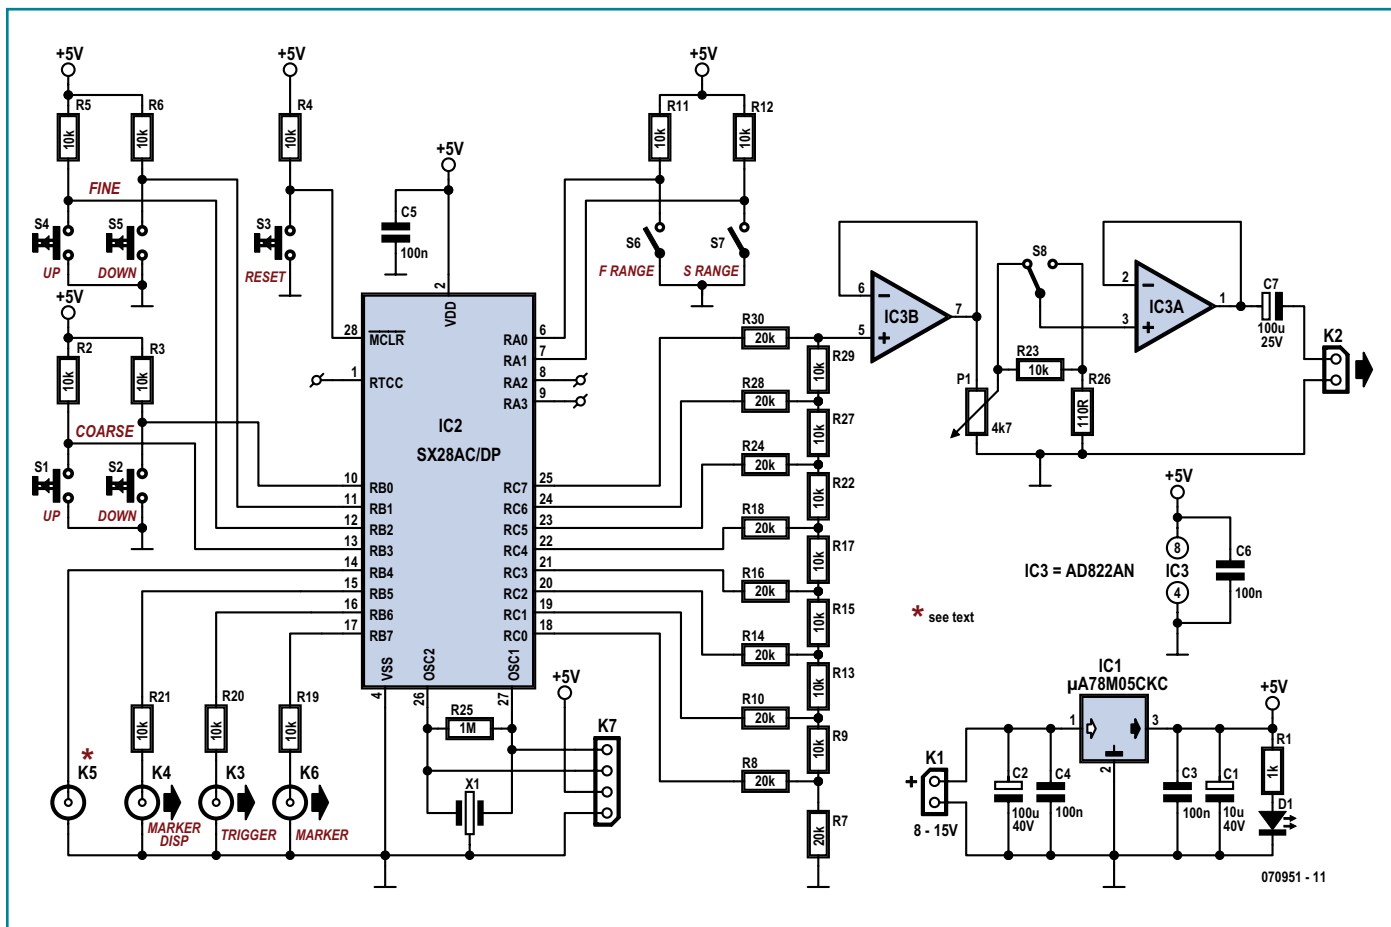 +5V
+5V
+5V
R5
10k
R6
10k
R4
10k
R11
10k
R12
10k
+5V
FINE
S4
S5
S3
UP
DOWN
RESET
C5
100n
S6
S7
F RANGE
S RANGE
+5V
R2
10k
R3
10k
COARSE
S1
S2
UP
DOWN
2
VDD
28
MCLR
1
RTCC
IC2
SX28AC/DP
10
RB0
11
RB1
12
RB2
13
RB3
14
RB4
15
RB5
16
RB6
17
RB7
RA0
6
RA1
7
RA2
8
RA3
9
RC7
25
RC6
24
RC5
23
RC4
22
RC3
21
RC2
20
RC1
19
RC0
18
VSS
OSC2
OSC1
4
26
27
R25
1M
X1
+5V
K7
R21
10k
R20
10k
R19
10k
*
K5
K4
K3
K6
MARKER
DISP
TRIGGER
MARKER
R30
20k
R28
20k
R24
20k
R18
20k
R16
20k
R14
20k
R10
20k
R8
20k
R29
10k
R27
10k
R22
10k
R17
10k
R15
10k
R13
10k
R9
10k
R7
20k
6
5
IC3B
7
P1
4k7
S8
R23
10k
R26
110R
2
3
IC3A
1
C7
100u
25V
K2
+5V
8
IC3
4
C6
100n
IC3 = AD822AN
* see text
IC1
µA78M05CKC
1
3
2
+5V
K1
+
8 - 15V
C2
100u
40V
C4
100n
C3
100n
C1
10u
40V
R1
1k
D1
070951 - 11